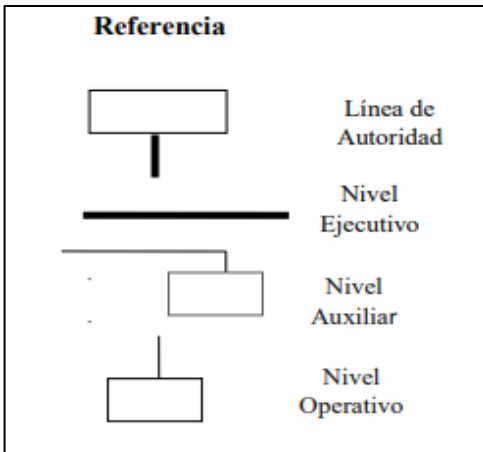 Referencia
Línea de
Autoridad
Nivel
Ejecutivo
Nivel
Auxiliar
Nivel
Operativo